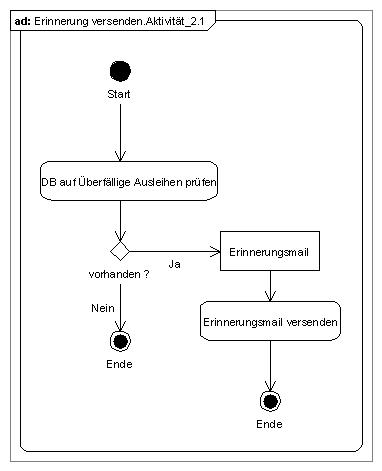 ad: Erinnerung versenden.Aktivität_2.1
Start
DB auf Überfällige Ausleihen prüfen
Ja
Erinnerungsmail
vorhanden ?
Nein
Erinnerungsmail versenden
Ende
Ende